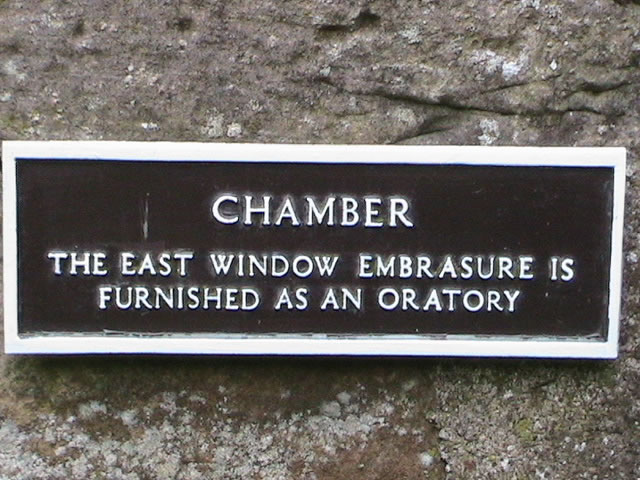 CHAMBER
THE EAST WINDOW EMBRASURE IS
FURNISHED AS AN ORATORY